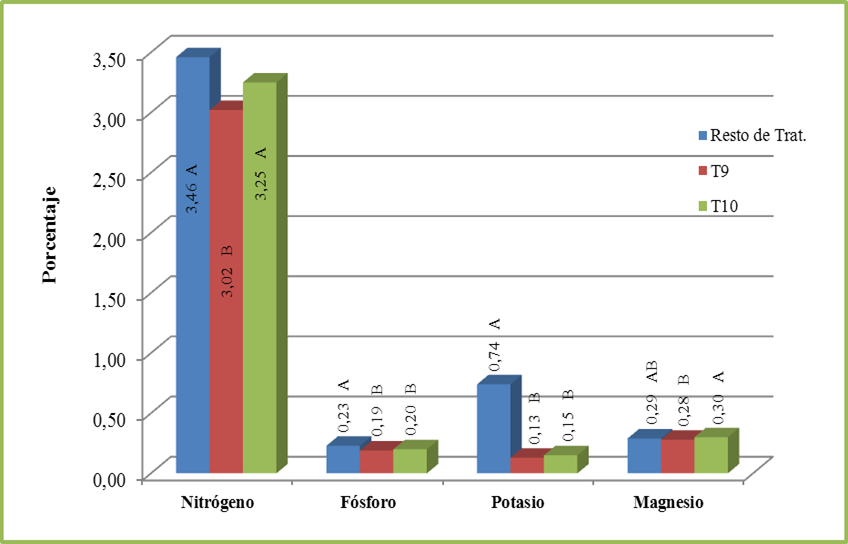 Porcentaje
3,50
3,00
2,50
2,00
1,50
1,00
0,50
0,00
3,46 A
3,02 B
3,25 A
0,23 A
0,19 B
0,20 B
0,74 A
0,13 B
0,15 B
0,29 AB
0,28 B
0,30 A
Nitrógeno
Fósforo
Potasio
Magnesio
Resto de Trat.
T9
T10